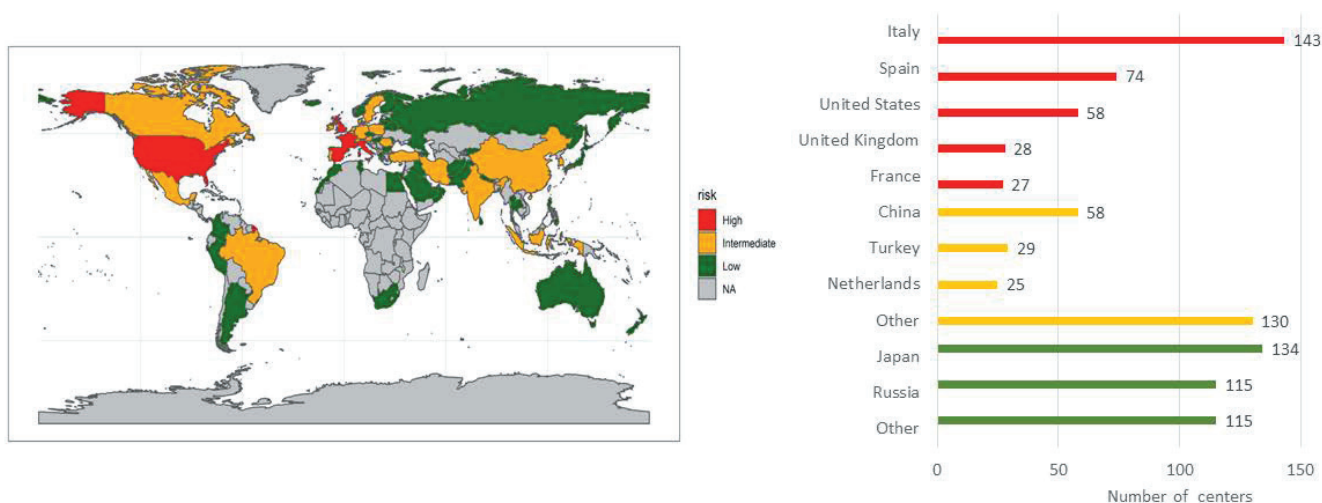 risk
High
Intermediate
Low
NA
Italy 143
Spain 74
United States 58
United Kingdom 28
France 27
China 58
Turkey 29
Netherlands 25
Other 130
Japan 134
Russia 115
Other 115
0 50 100 150
Number of centers